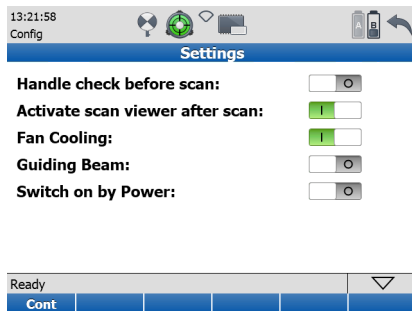 13:21:58
Config
A
B
Settings
Handle check before scan:
O
Activate scan viewer after scan:
I
Fan Cooling:
I
Guiding Beam:
O
Switch on by Power:
O
Ready
Cont